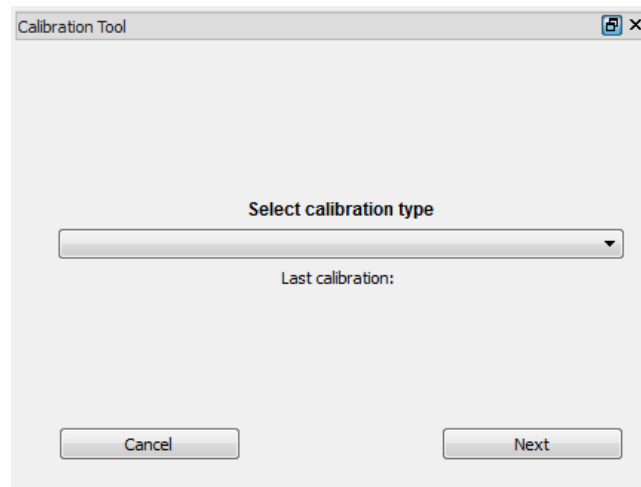 Calibration Tool
Select calibration type
Last calibration:
Cancel
Next